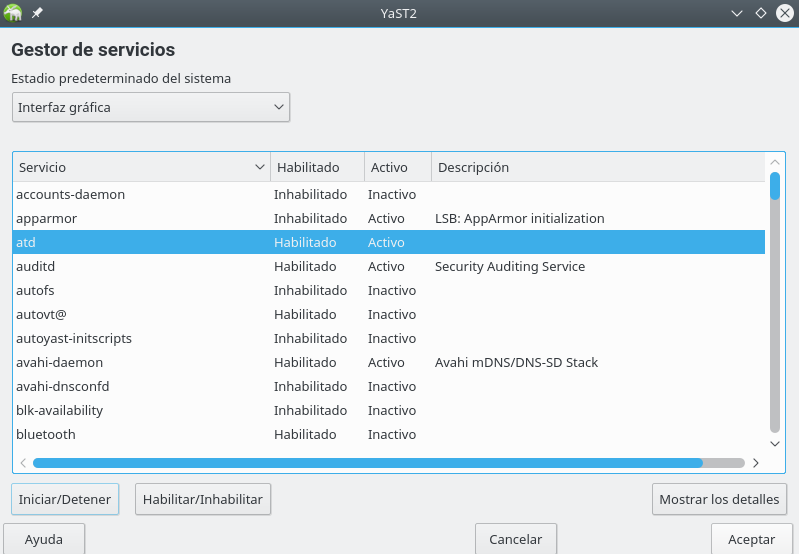 YaST2
Gestor de servicios
Estadio predeterminado del sistema
Interfaz gráfica
Servicio Habilitado Activo Descripción
accounts-daemon Inhabilitado Inactivo
apparmor Inhabilitado Activo LSB: AppArmor initialization
atd Habilitado Activo
auditd Habilitado Activo Security Auditing Service
autofs Inhabilitado Inactivo
autovt@ Habilitado Inactivo
autoyast-initscripts Inhabilitado Inactivo
avahi-daemon Habilitado Activo Avahi mDNS/DNS-SD Stack
avahi-dnsconfd Inhabilitado Inactivo
blk-availability Inhabilitado Inactivo
bluetooth Habilitado Inactivo
Iniciar/Detener Habilitar/Inhabilitar Mostrar los detalles
Ayuda Cancelar Aceptar